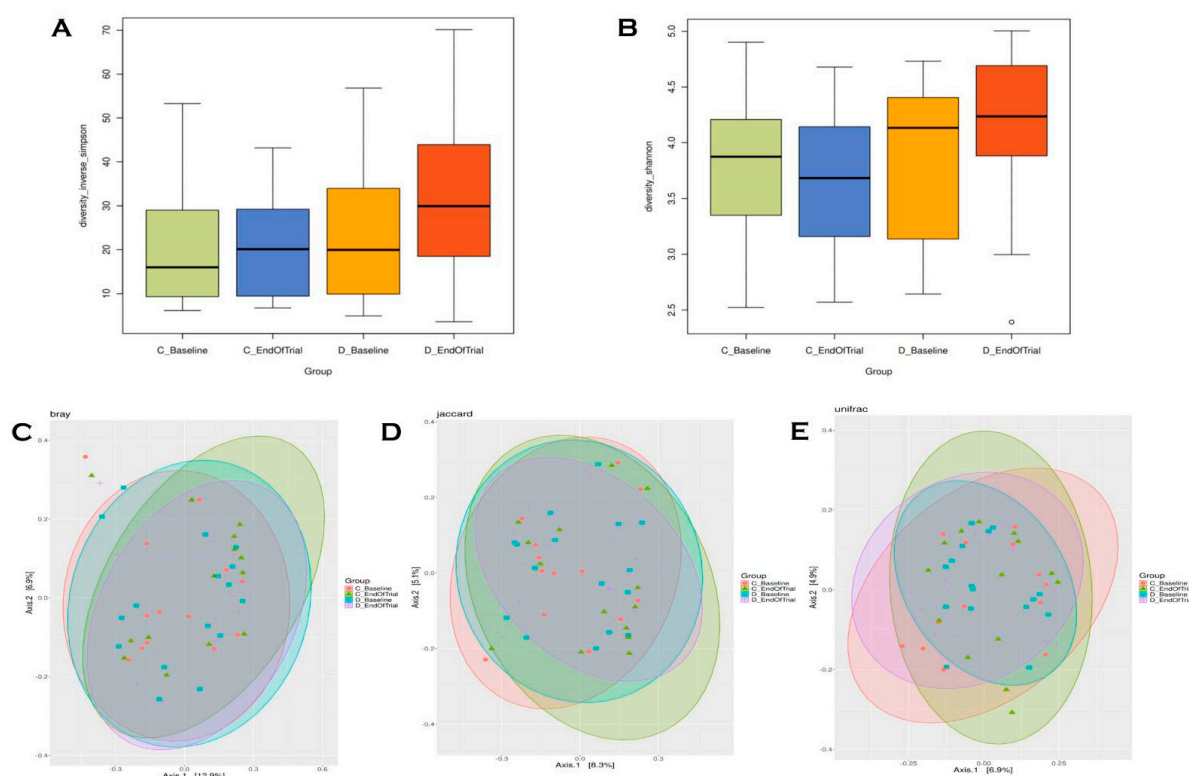 A
diversity_inverse_simpson
70
60
50
40
30
20
10
C_Baseline C_EndOfTrial D_Baseline D_EndOfTrial
Group
B
diversity_shannon
5.0
4.5
4.0
3.5
3.0
2.5
C_Baseline C_EndOfTrial D_Baseline D_EndOfTrial
Group
C
bray
0.4
0.2
0.0
-0.2
-0.4
Axis.2 [6.9%]
-0.3 0.0 0.3 0.6
Axis.1 [12.9%]
Group
C_Baseline
C_EndOfTrial
D_Baseline
D_EndOfTrial
D
jaccard
0.4
0.2
0.0
-0.2
-0.4
Axis.2 [5.1%]
-0.3 0.0 0.3
Axis.1 [8.3%]
Group
C_Baseline
C_EndOfTrial
D_Baseline
D_EndOfTrial
E
unifrac
0.4
0.2
0.0
-0.2
-0.4
Axis.2 [4.9%]
-0.25 0.00 0.25
Axis.1 [6.9%]
Group
C_Baseline
C_EndOfTria
D_Baseline
D_EndOfTria